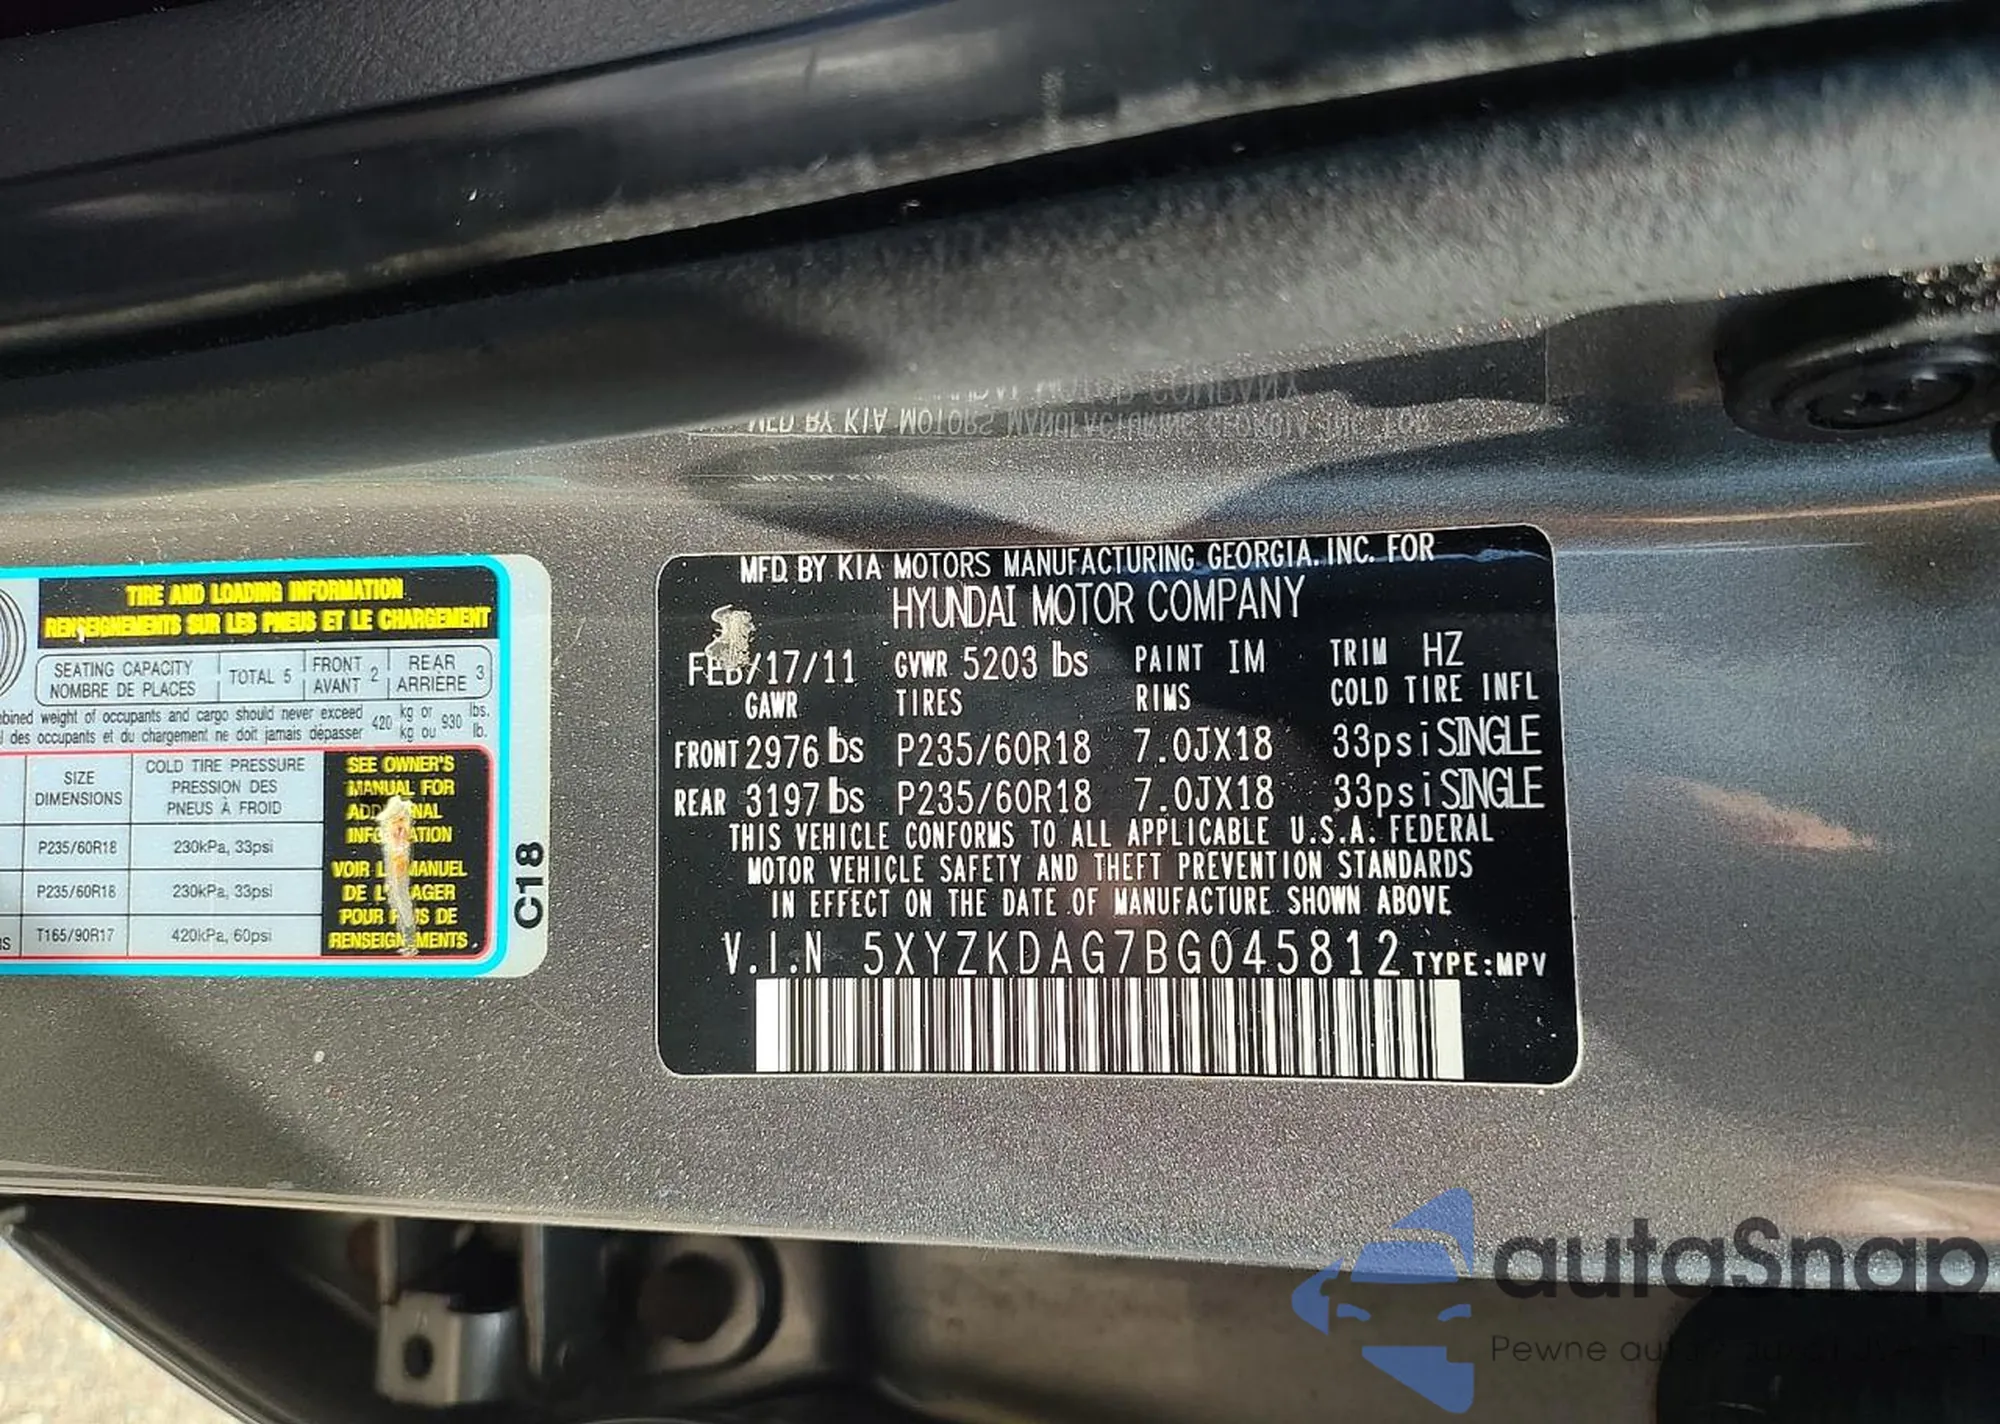 TIRE AND LOADING INFORMATION
RENSEIGNEMENTS SUR LES PNEUS ET LE CHARGEMENT
SEATING CAPACITY
NOMBRE DE PLACES
TOTAL 5
FRONT
AVANT
2
REAR
ARRIÈRE
3
weight of occupants and cargo should never exceed
des occupants et du chargement ne doit jamais dépasser
420
kg or
kg ou
930
lbs.
lb.
SIZE
DIMENSIONS
COLD TIRE PRESSURE
PRESSION DES
PNEUS À FROID
P235/60R18 230kPa, 33psi
P235/60R18 230kPa, 33psi
T165/90R17 420kPa, 60psi
SEE OWNER'S
MANUAL FOR
VOIR MANUEL
DE
POUR DE
C18
MFD BY KIA MOTORS MANUFACTURING GEORGIA, INC. FOR
HYUNDAI MOTOR COMPANY
FEB/17/11 GVWR 5203 lbs PAINT IM TRIM HZ
GAWR TIRES RIMS COLD TIRE INFL
FRONT 2976 lbs P235/60R18 7.0JX18 33psi SINGLE
REAR 3197 lbs P235/60R18 7.0JX18 33psi SINGLE
THIS VEHICLE CONFORMS TO ALL APPLICABLE U.S.A. FEDERAL
MOTOR VEHICLE SAFETY AND THEFT PREVENTION STANDARDS
IN EFFECT ON THE DATE OF MANUFACTURE SHOWN ABOVE
V.I.N 5XYZKDAG7BG045812 TYPE:MPV
autaSnap
Pewne